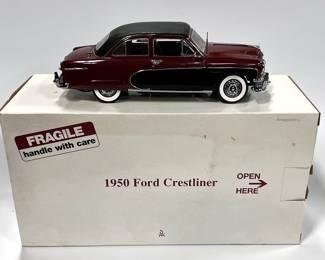 FRAGILE
handle with care
1950 Ford Crestliner
OPEN
HERE